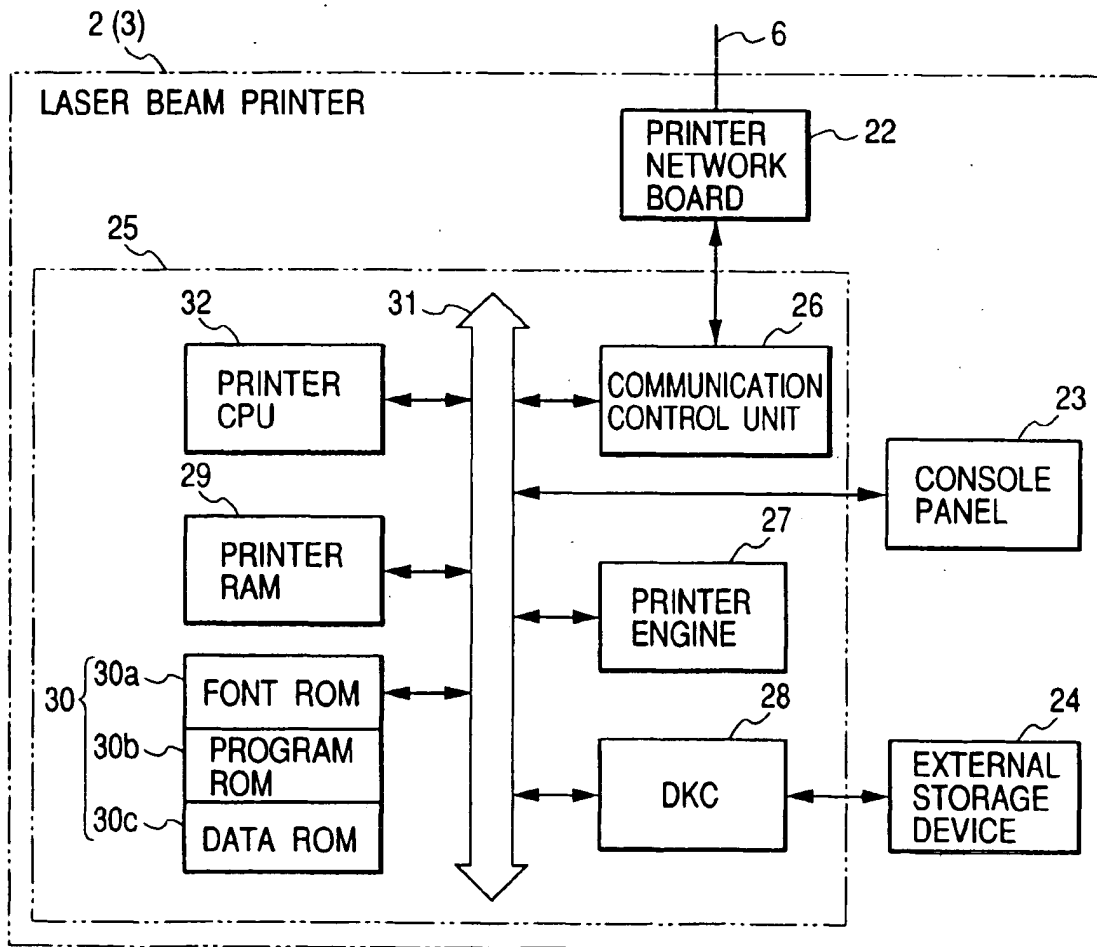 2 (3)
6
LASER BEAM PRINTER
PRINTER
NETWORK
BOARD
22
25
32
31
26
PRINTER
CPU
COMMUNICATION
CONTROL UNIT
23
CONSOLE
PANEL
29
PRINTER
RAM
27
PRINTER
ENGINE
30
30a
FONT ROM
30b
PROGRAM
ROM
30c
DATA ROM
28
DKC
24
EXTERNAL
STORAGE
DEVICE